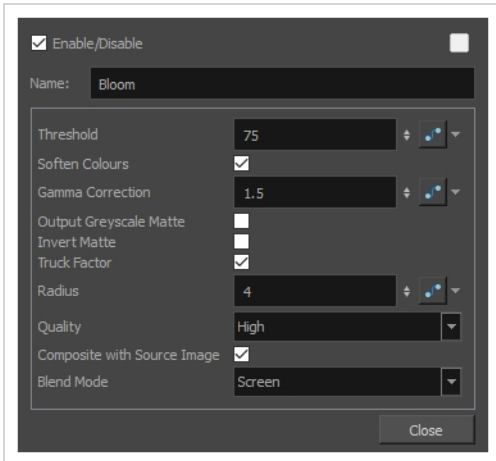 Enable/Disable
Name: Bloom
Threshold 75
Soften Colours
Gamma Correction 1.5
Output Greyscale Matte
Invert Matte
Truck Factor
Radius 4
Quality High
Composite with Source Image
Blend Mode Screen
Close